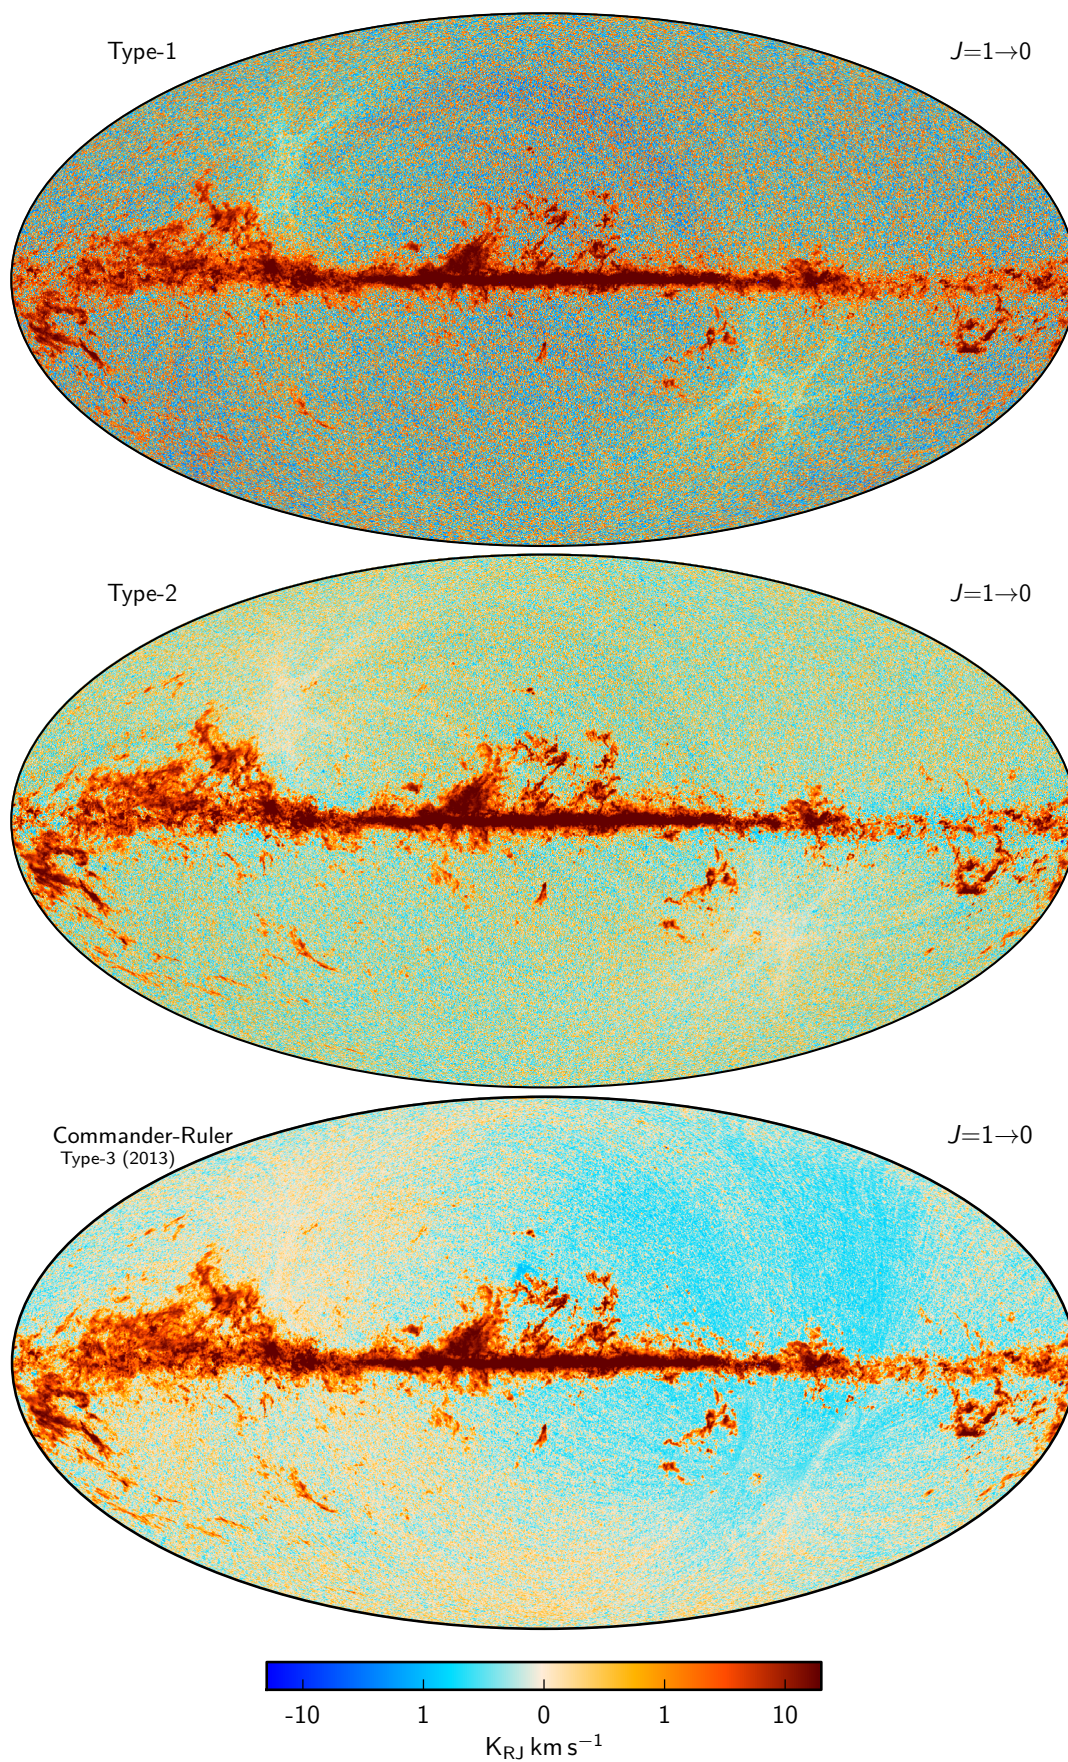 Type-1 J=1→0
Type-2 J=1→0
Commander-Ruler J=1→0
Type-3 (2013)
-10 1 0 1 10
K_RJ km s⁻¹